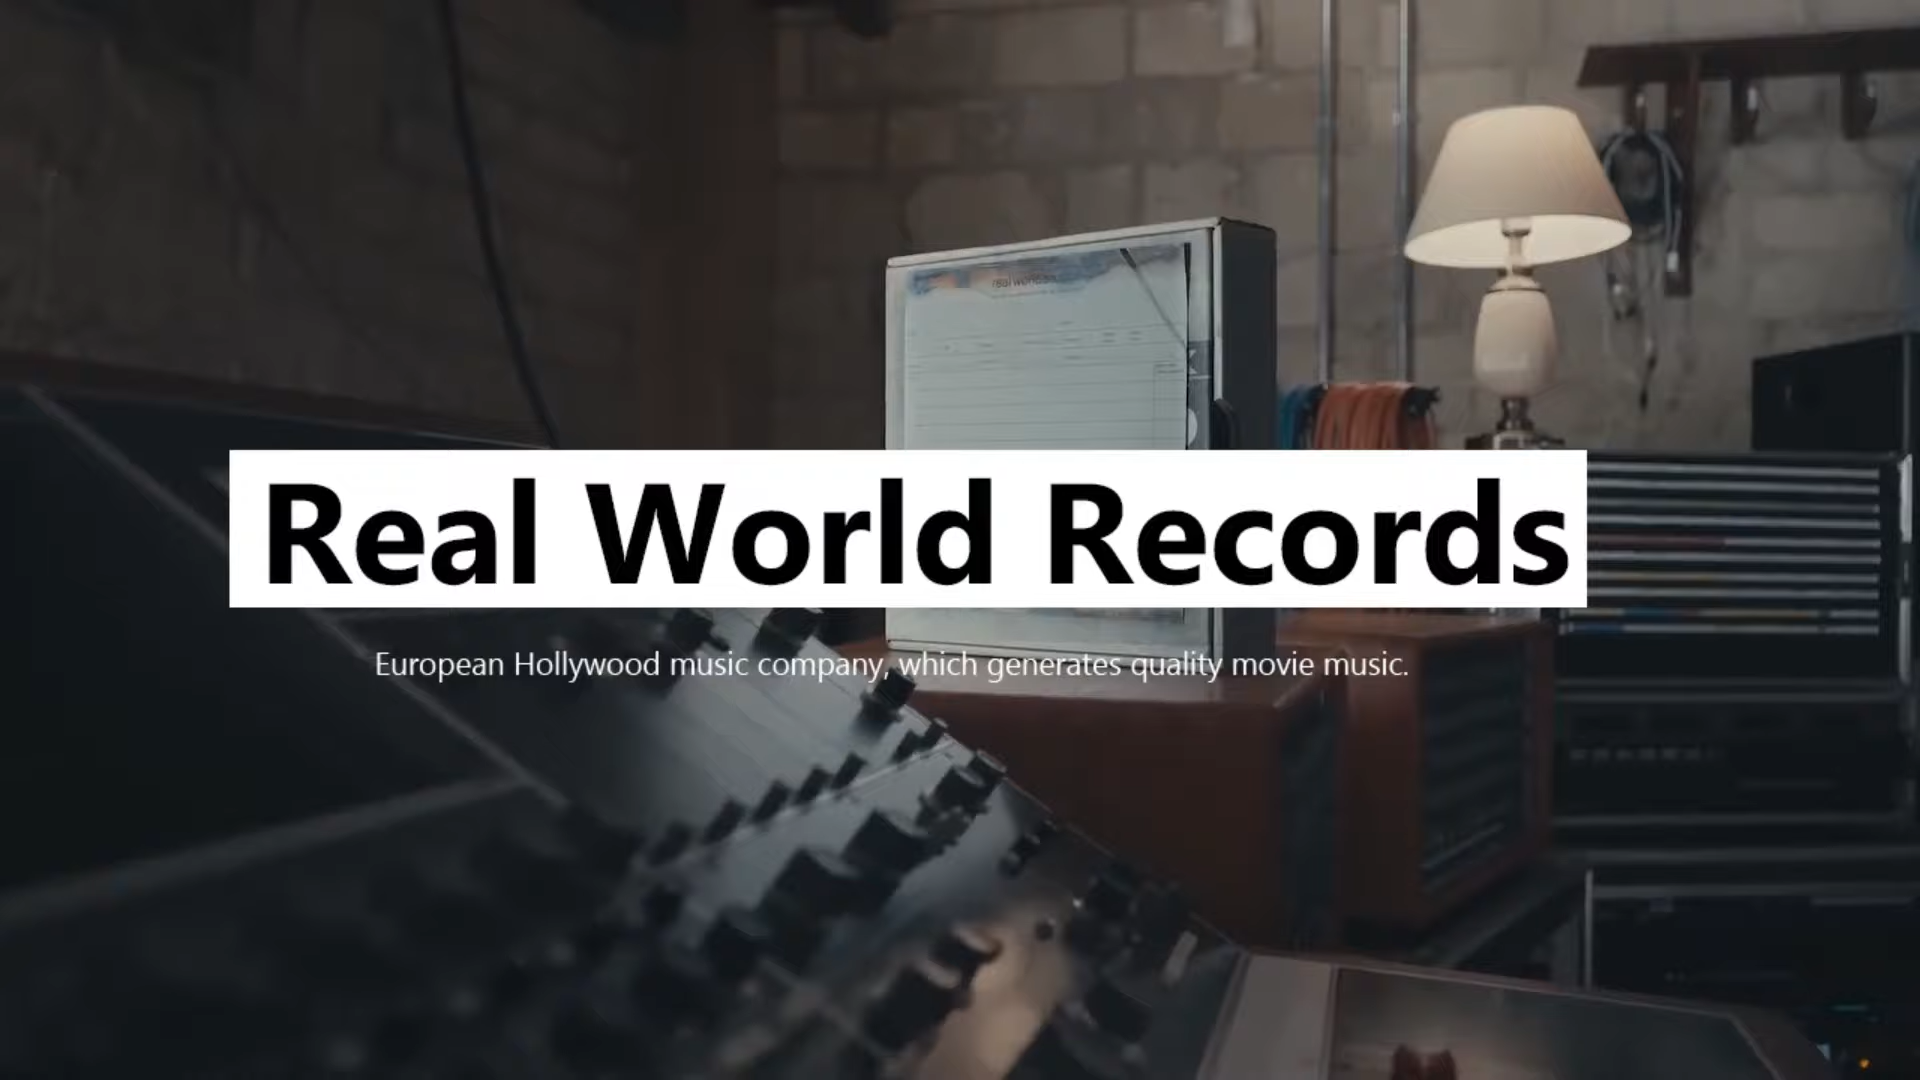 Real World Records
European Hollywood music company, which generates quality movie music.